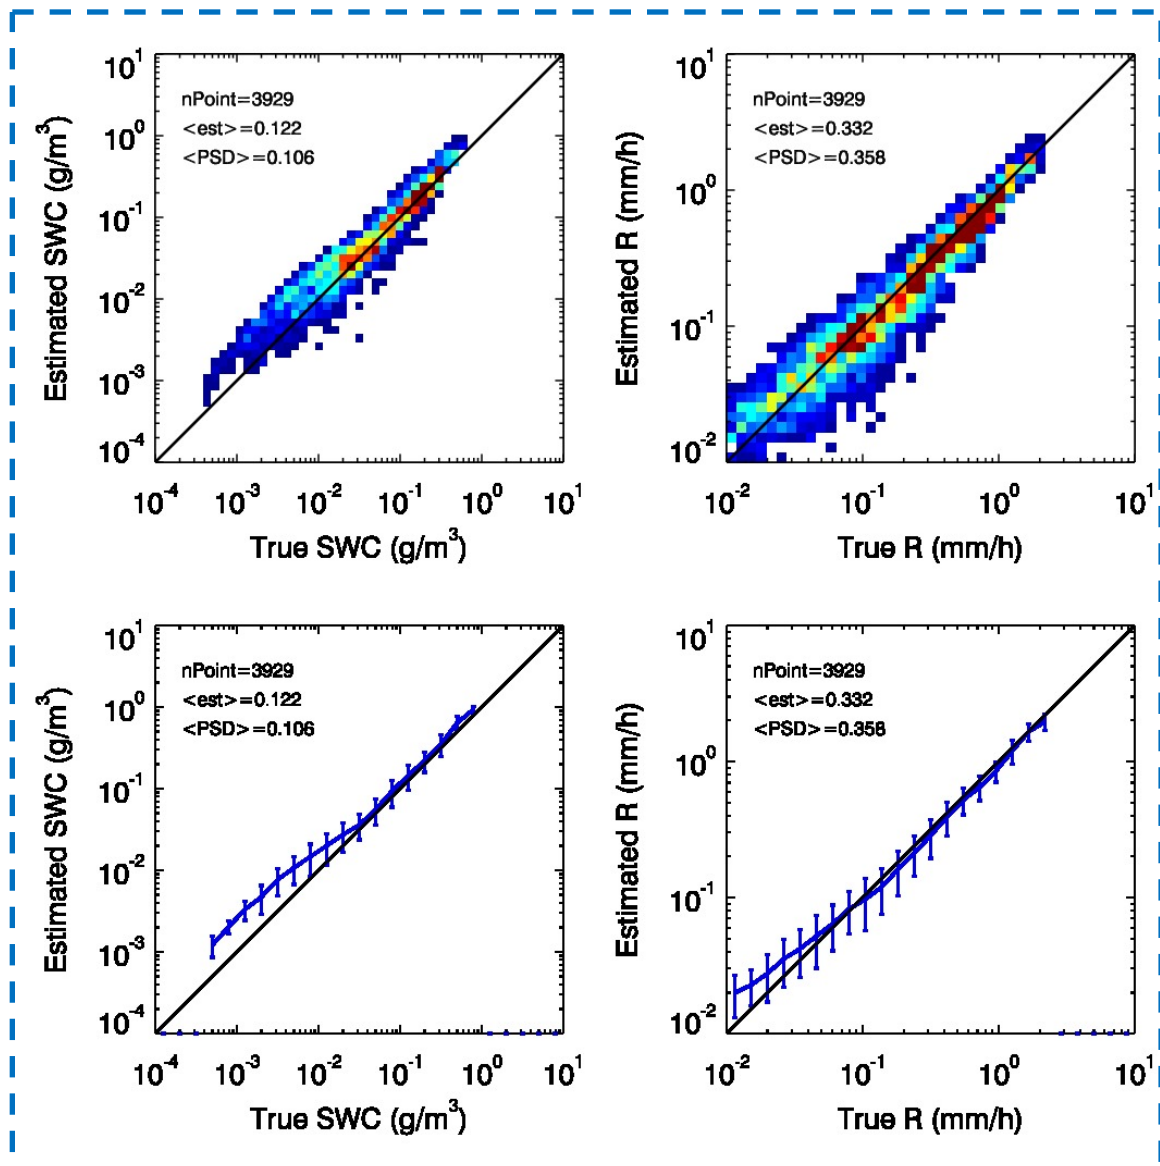 10¹
10⁰
10⁻¹
10⁻²
10⁻³
10⁻⁴
Estimated SWC (g/m³)
nPoint=3929
<est>=0.122
<PSD>=0.106
10⁻⁴ 10⁻³ 10⁻² 10⁻¹ 10⁰ 10¹
True SWC (g/m³)
10¹
10⁰
10⁻¹
10⁻²
Estimated R (mm/h)
nPoint=3929
<est>=0.332
<PSD>=0.358
10⁻² 10⁻¹ 10⁰ 10¹
True R (mm/h)
10¹
10⁰
10⁻¹
10⁻²
10⁻³
10⁻⁴
Estimated SWC (g/m³)
nPoint=3929
<est>=0.122
<PSD>=0.106
10⁻⁴ 10⁻³ 10⁻² 10⁻¹ 10⁰ 10¹
True SWC (g/m³)
10¹
10⁰
10⁻¹
10⁻²
Estimated R (mm/h)
nPoint=3929
<est>=0.332
<PSD>=0.358
10⁻² 10⁻¹ 10⁰ 10¹
True R (mm/h)